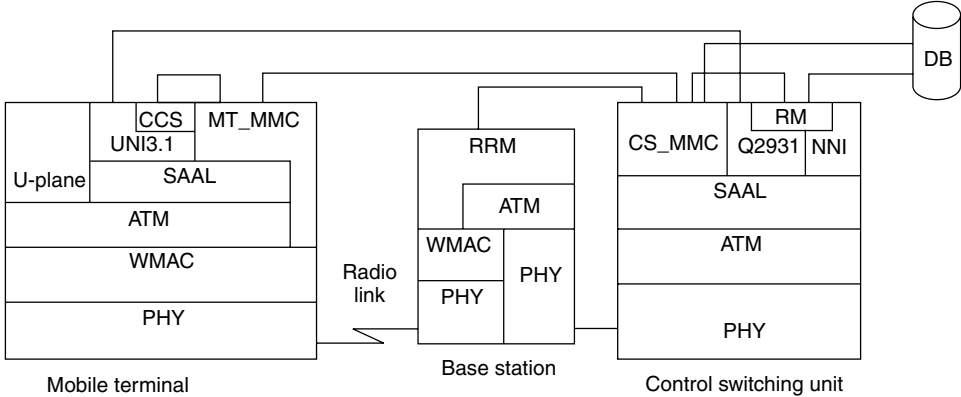 DB
CCS
MT_MMC
UNI3.1
U-plane
SAAL
ATM
WMAC
PHY
Mobile terminal
Radio
link
RRM
ATM
WMAC
PHY
PHY
Base station
RM
CS_MMC
Q2931
NNI
SAAL
ATM
PHY
Control switching unit